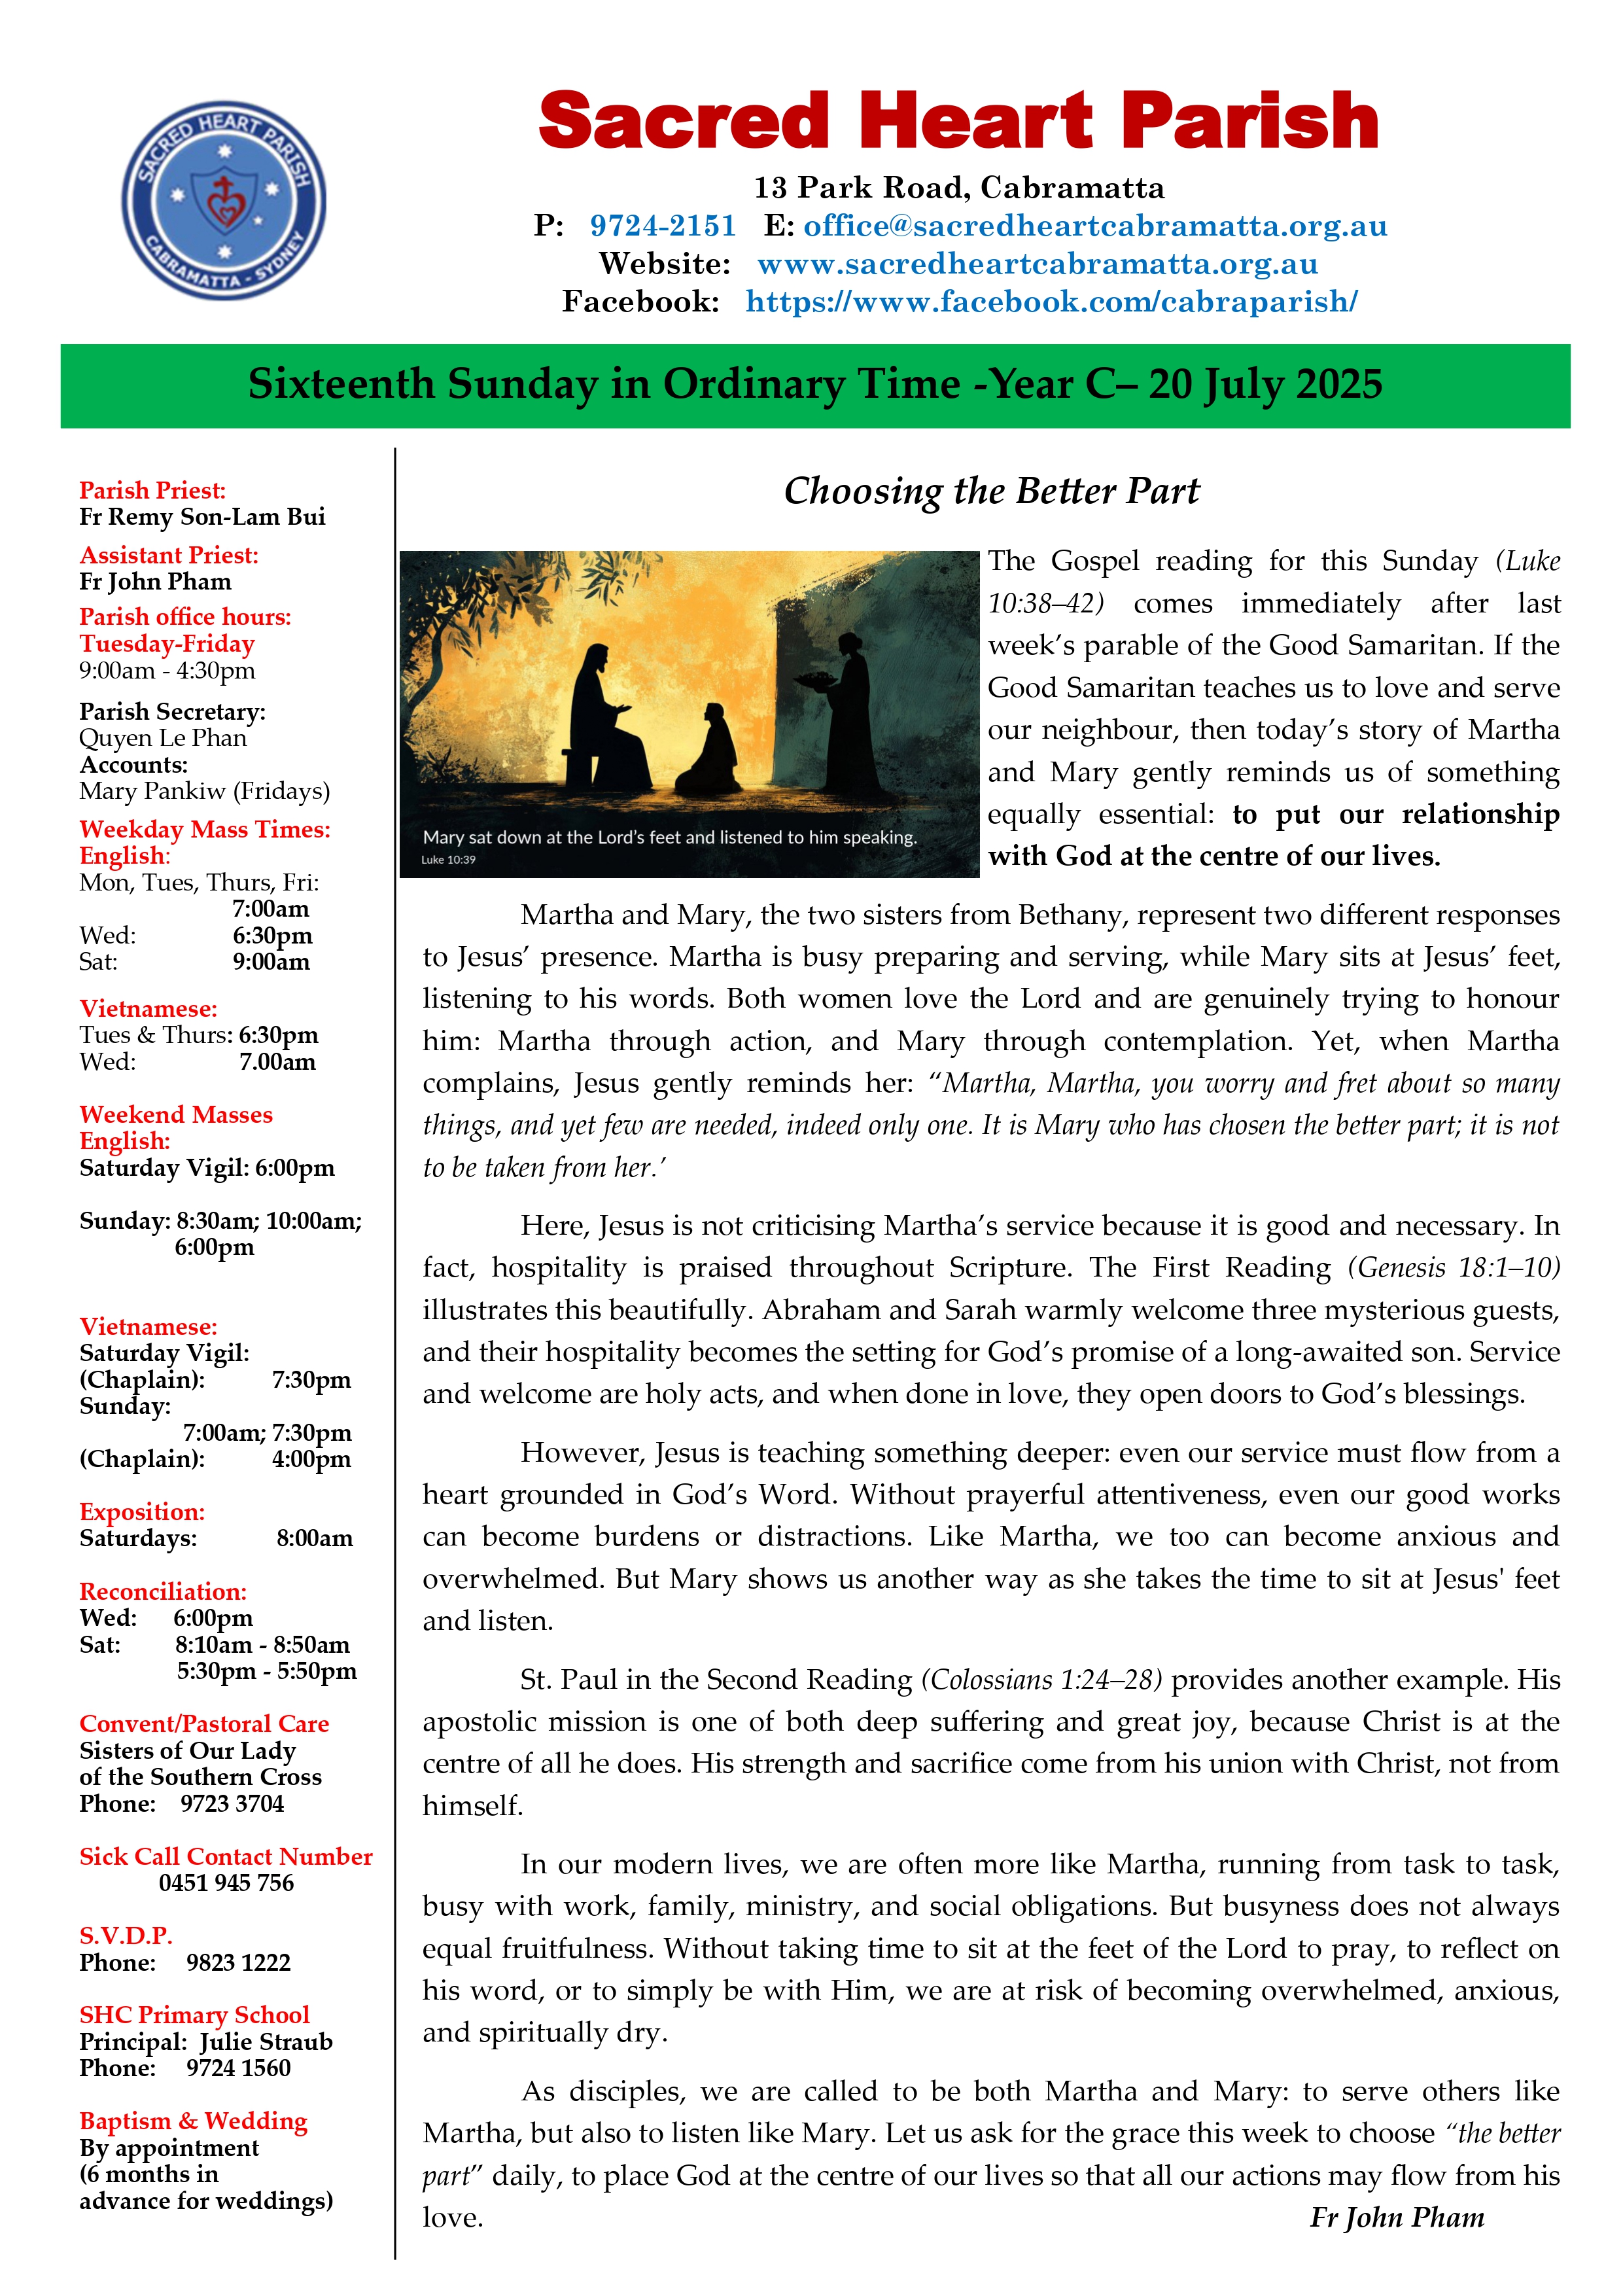 SACRED HEART PARISH
CABRAMATTA - SYDNEY
Sacred Heart Parish
13 Park Road, Cabramatta
P: 9724-2151 E: office@sacredheartcabramatta.org.au
Website: www.sacredheartcabramatta.org.au
Facebook: https://www.facebook.com/cabraparish/
Sixteenth Sunday in Ordinary Time -Year C– 20 July 2025
Parish Priest:
Fr Remy Son-Lam Bui
Assistant Priest:
Fr John Pham
Parish office hours:
Tuesday-Friday
9:00am - 4:30pm
Parish Secretary:
Quyen Le Phan
Accounts:
Mary Pankiw (Fridays)
Weekday Mass Times:
English:
Mon, Tues, Thurs, Fri:
7:00am
Wed: 6:30pm
Sat: 9:00am
Vietnamese:
Tues & Thurs: 6:30pm
Wed: 7.00am
Weekend Masses
English:
Saturday Vigil: 6:00pm
Sunday: 8:30am; 10:00am;
6:00pm
Vietnamese:
Saturday Vigil:
(Chaplain): 7:30pm
Sunday:
7:00am; 7:30pm
(Chaplain): 4:00pm
Exposition:
Saturdays: 8:00am
Reconciliation:
Wed: 6:00pm
Sat: 8:10am - 8:50am
5:30pm - 5:50pm
Convent/Pastoral Care
Sisters of Our Lady
of the Southern Cross
Phone: 9723 3704
Sick Call Contact Number
0451 945 756
S.V.D.P.
Phone: 9823 1222
SHC Primary School
Principal: Julie Straub
Phone: 9724 1560
Baptism & Wedding
By appointment
(6 months in
advance for weddings)
Choosing the Better Part
Mary sat down at the Lord's feet and listened to him speaking.
Luke 10:39
The Gospel reading for this Sunday (Luke
10:38–42) comes immediately after last
week's parable of the Good Samaritan. If the
Good Samaritan teaches us to love and serve
our neighbour, then today's story of Martha
and Mary gently reminds us of something
equally essential: to put our relationship
with God at the centre of our lives.
Martha and Mary, the two sisters from Bethany, represent two different responses
to Jesus' presence. Martha is busy preparing and serving, while Mary sits at Jesus' feet,
listening to his words. Both women love the Lord and are genuinely trying to honour
him: Martha through action, and Mary through contemplation. Yet, when Martha
complains, Jesus gently reminds her: “Martha, Martha, you worry and fret about so many
things, and yet few are needed, indeed only one. It is Mary who has chosen the better part; it is not
to be taken from her.’
Here, Jesus is not criticising Martha's service because it is good and necessary. In
fact, hospitality is praised throughout Scripture. The First Reading (Genesis 18:1–10)
illustrates this beautifully. Abraham and Sarah warmly welcome three mysterious guests,
and their hospitality becomes the setting for God's promise of a long-awaited son. Service
and welcome are holy acts, and when done in love, they open doors to God's blessings.
However, Jesus is teaching something deeper: even our service must flow from a
heart grounded in God's Word. Without prayerful attentiveness, even our good works
can become burdens or distractions. Like Martha, we too can become anxious and
overwhelmed. But Mary shows us another way as she takes the time to sit at Jesus' feet
and listen.
St. Paul in the Second Reading (Colossians 1:24–28) provides another example. His
apostolic mission is one of both deep suffering and great joy, because Christ is at the
centre of all he does. His strength and sacrifice come from his union with Christ, not from
himself.
In our modern lives, we are often more like Martha, running from task to task,
busy with work, family, ministry, and social obligations. But busyness does not always
equal fruitfulness. Without taking time to sit at the feet of the Lord to pray, to reflect on
his word, or to simply be with Him, we are at risk of becoming overwhelmed, anxious,
and spiritually dry.
As disciples, we are called to be both Martha and Mary: to serve others like
Martha, but also to listen like Mary. Let us ask for the grace this week to choose “the better
part” daily, to place God at the centre of our lives so that all our actions may flow from his
love. Fr John Pham